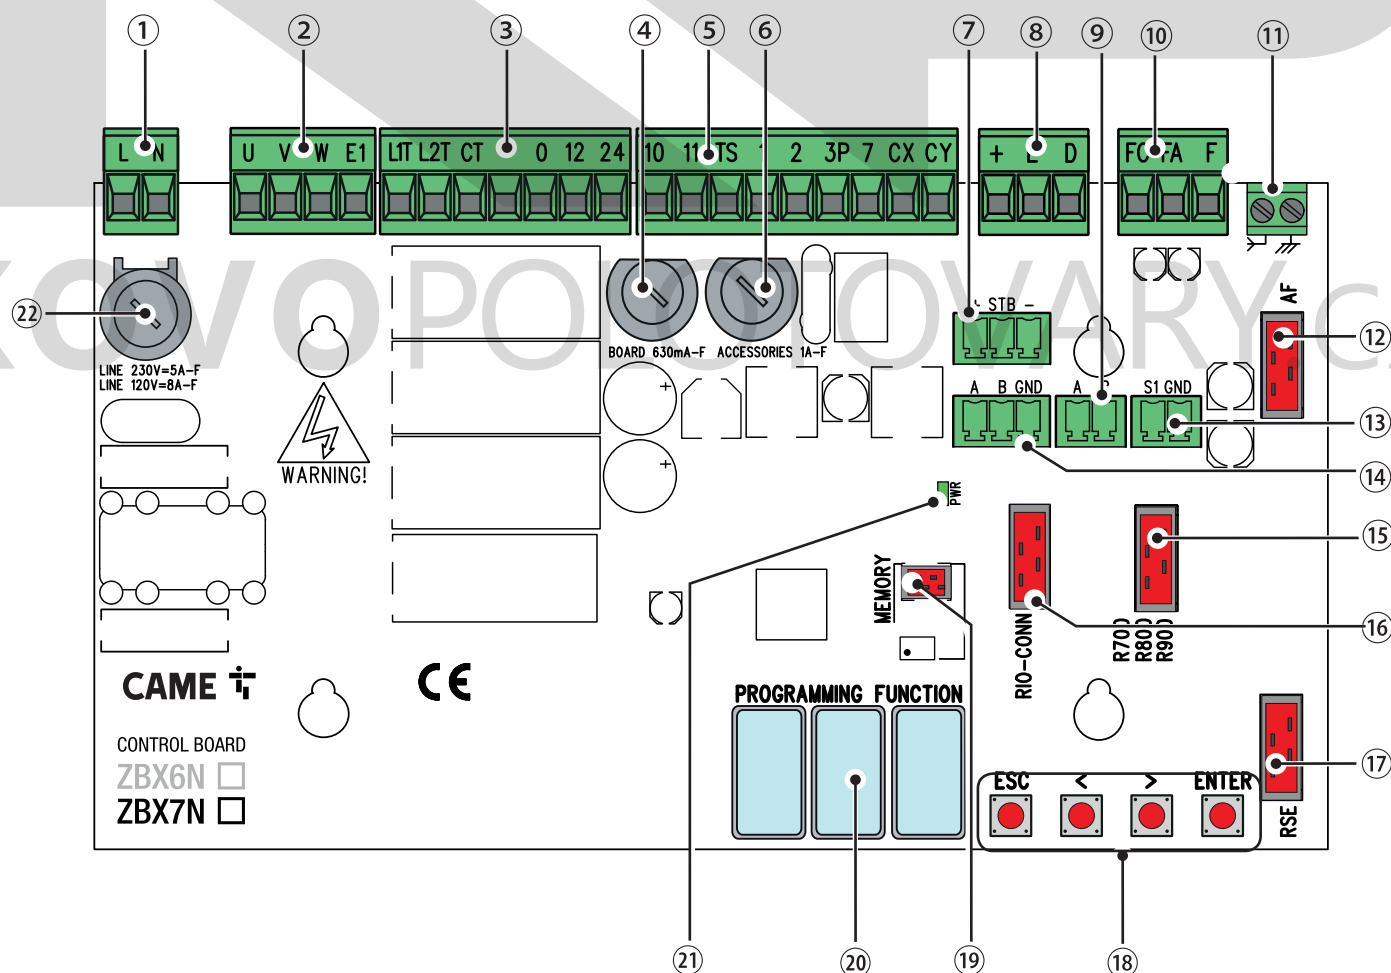 1 2 3 4 5 6 7 8 9 10 11
L N
U V W E1
L1T L2T CT 0 12 24
10 11 TS 1 2 3P 7 CX CY
+ E D
FC FA F
22
LINE 230V=5A-F
LINE 120V=8A-F
BOARD 630mA-F
ACCESSORIES 1A-F
STB -
A B GND
A B
S1 GND
AF
12
13
14
15
16
17
WARNING!
PWR
MEMORY
RIO-CONN
R700
R800
R900
RSE
CAME
CE
CONTROL BOARD
ZBX6N
ZBX7N
PROGRAMMING FUNCTION
ESC < > ENTER
21 20 19 18
KOVOPOLOTOVARY.C